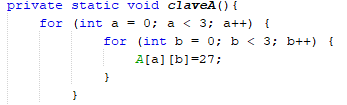 private static void claveA(){
for (int a = 0; a < 3; a++) {
for (int b = 0; b < 3; b++) {
A[a][b]=27;
}
}